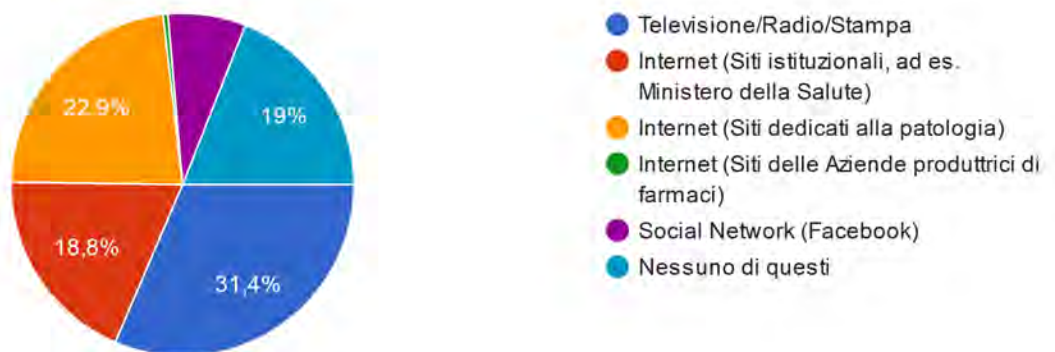 22.9%
19%
18,8%
31,4%
Televisione/Radio/Stampa
Internet (Siti istituzionali, ad es.
Ministero della Salute)
Internet (Siti dedicati alla patologia)
Internet (Siti delle Aziende produttrici di
farmaci)
Social Network (Facebook)
Nessuno di questi